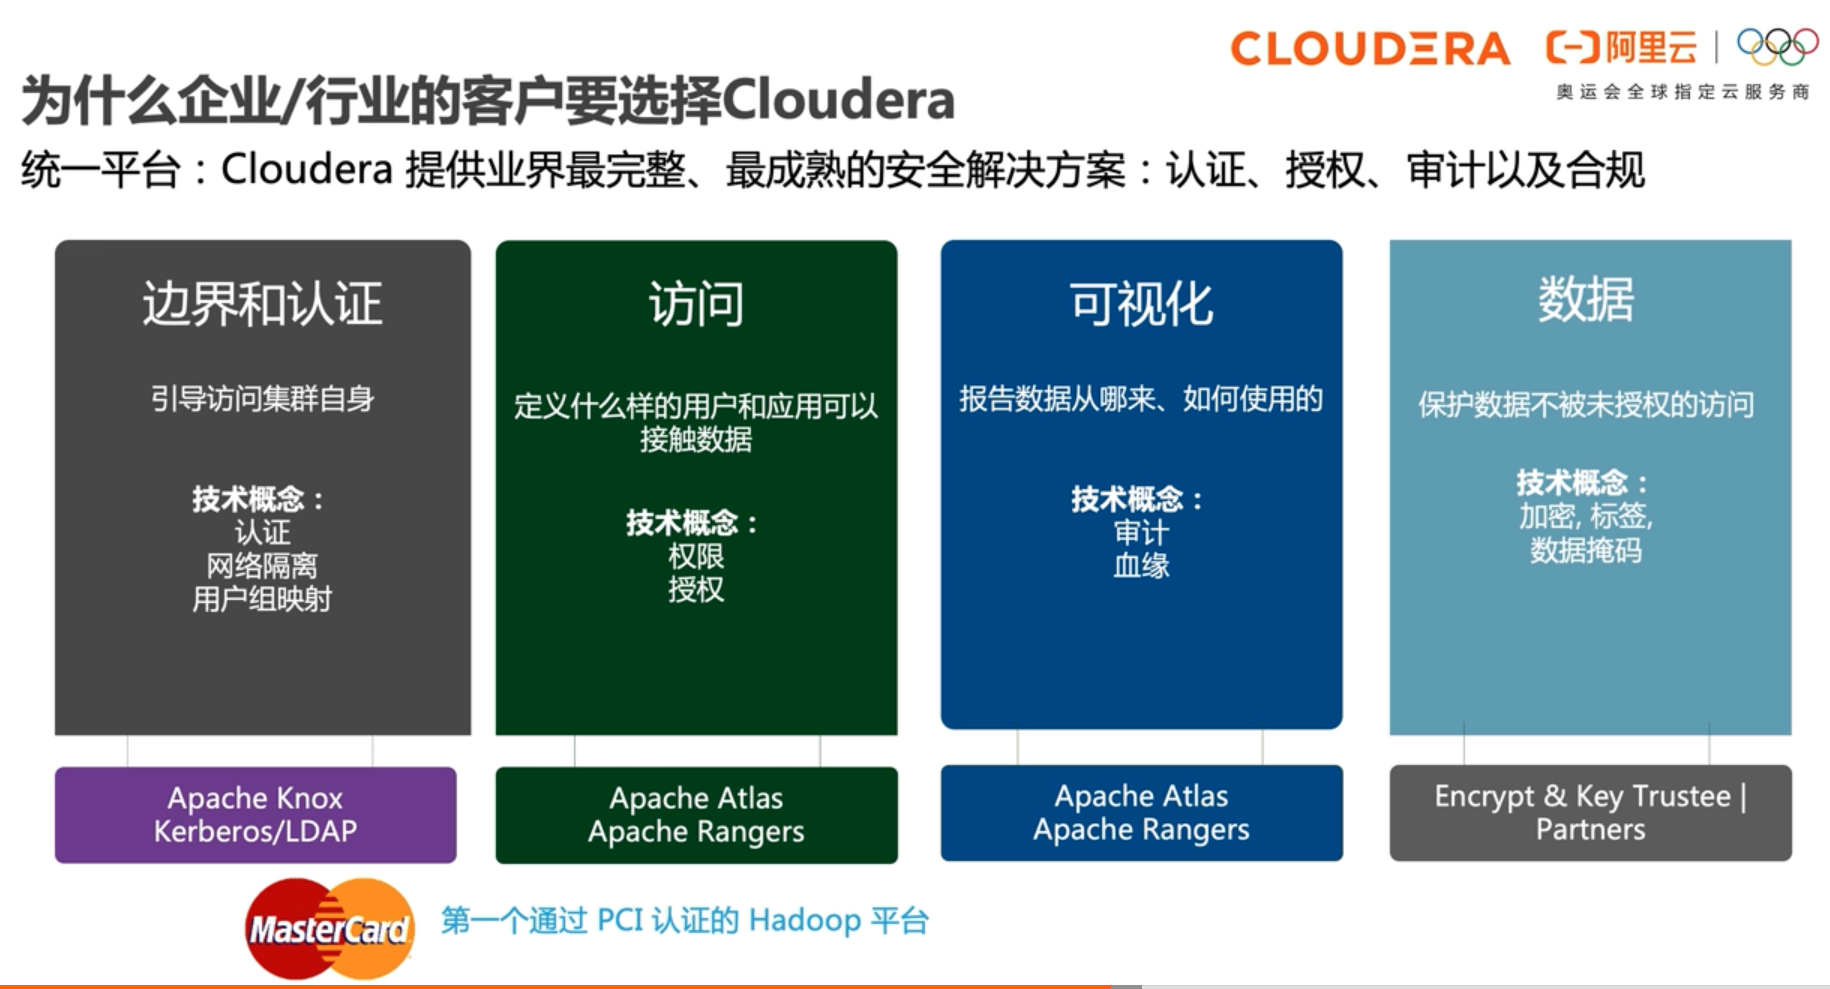 CLOUDERA
阿里云
奥运会全球指定云服务商
为什么企业/行业的客户要选择Cloudera
统一平台：Cloudera 提供业界最完整、最成熟的安全解决方案：认证、授权、审计以及合规
边界和认证
引导访问集群自身
技术概念：
认证
网络隔离
用户组映射
Apache Knox
Kerberos/LDAP
访问
定义什么样的用户和应用可以
接触数据
技术概念：
权限
授权
Apache Atlas
Apache Rangers
可视化
报告数据从哪来、如何使用的
技术概念：
审计
血缘
Apache Atlas
Apache Rangers
数据
保护数据不被未授权的访问
技术概念：
加密, 标签,
数据掩码
Encrypt & Key Trustee |
Partners
MasterCard
第一个通过 PCI 认证的 Hadoop 平台